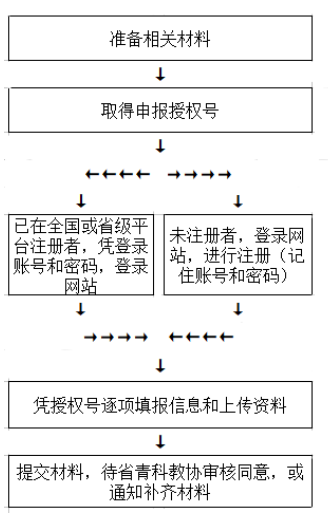 准备相关材料
↓
取得申报授权号
↓
←←←← →→→→
↓ ↓
已在全国或省级平
台注册者，凭登录
账号和密码，登录
网站
未注册者，登录网
站，进行注册（记
住账号和密码）
↓ ↓
→→→→ ←←←←
↓
凭授权号逐项填报信息和上传资料
↓
提交材料，待省青科教协审核同意，或
通知补齐材料